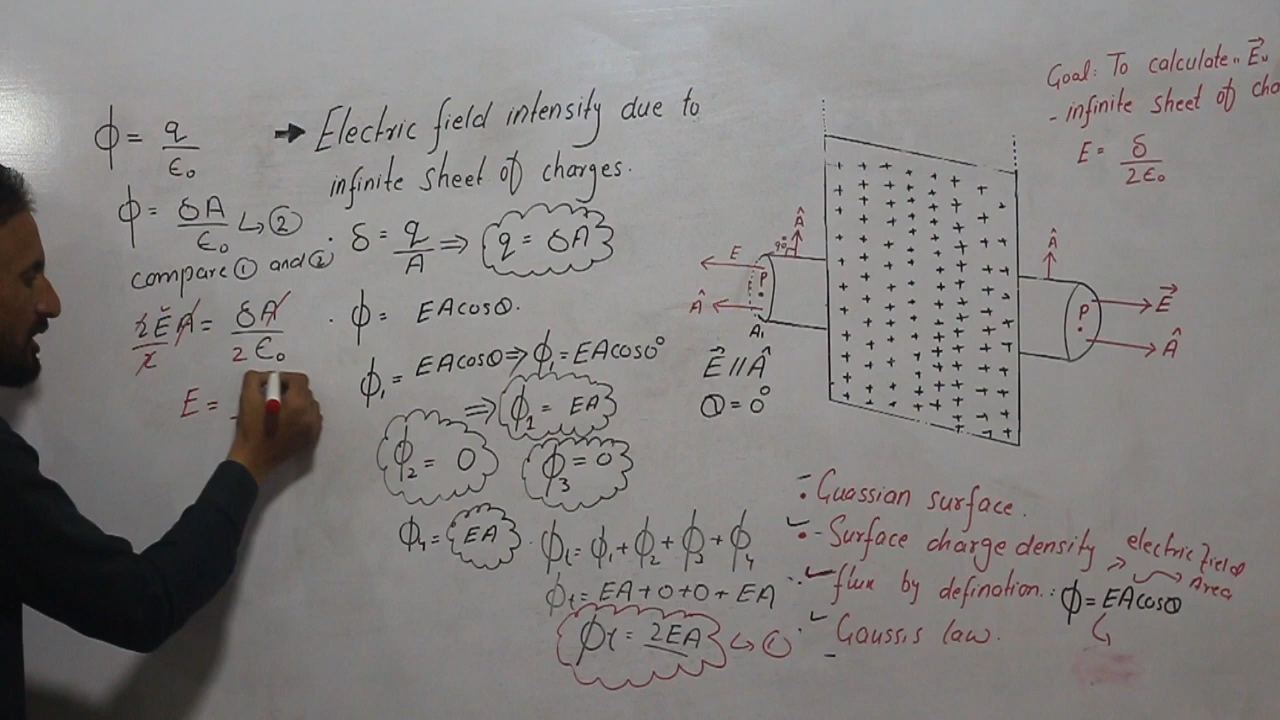 ϕ = q/ε₀
ϕ = δA/ε₀ ↳ ②
compare ① and ②
2EA/2 = δA/2ε₀
E =
→ Electric field intensity due to
infinite sheet of charges.
. δ = q/A ⇒ q = δA
. ϕ = EAcosθ.
ϕ₁ = EAcosθ ⇒ ϕ₁ = EAcos0°
⇒ ϕ₁ = EA
ϕ₂ = 0 ϕ₃ = 0
ϕ₄ = EA . ϕt = ϕ₁ + ϕ₂ + ϕ₃ + ϕ₄
ϕt = EA + 0 + 0 + EA
ϕt = 2EA ↳ ①
E
Â
90
Â
P
A₁
E⃗ // Â
θ = 0°
Â
P
E⃗
Â
Goal: To calculate
- infinite sheet of
E = δ/2ε₀
Guassian surface.
- Surface charge density
flux by defination.: ϕ = EAcosθ
electric field
Area
Gauss,s law.